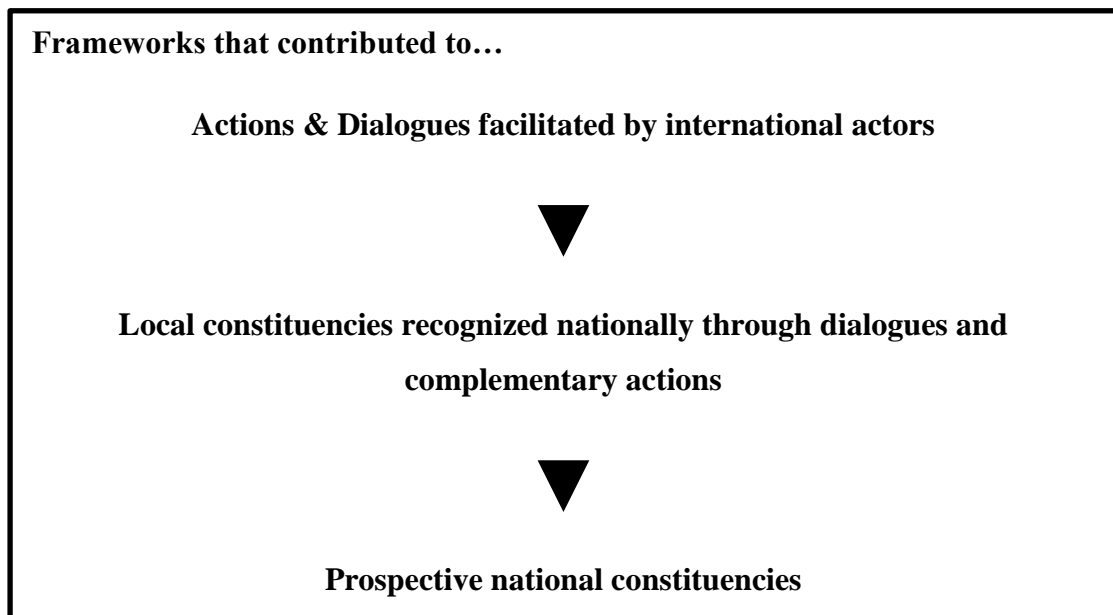 Frameworks that contributed to…
Actions & Dialogues facilitated by international actors
Local constituencies recognized nationally through dialogues and
complementary actions
Prospective national constituencies